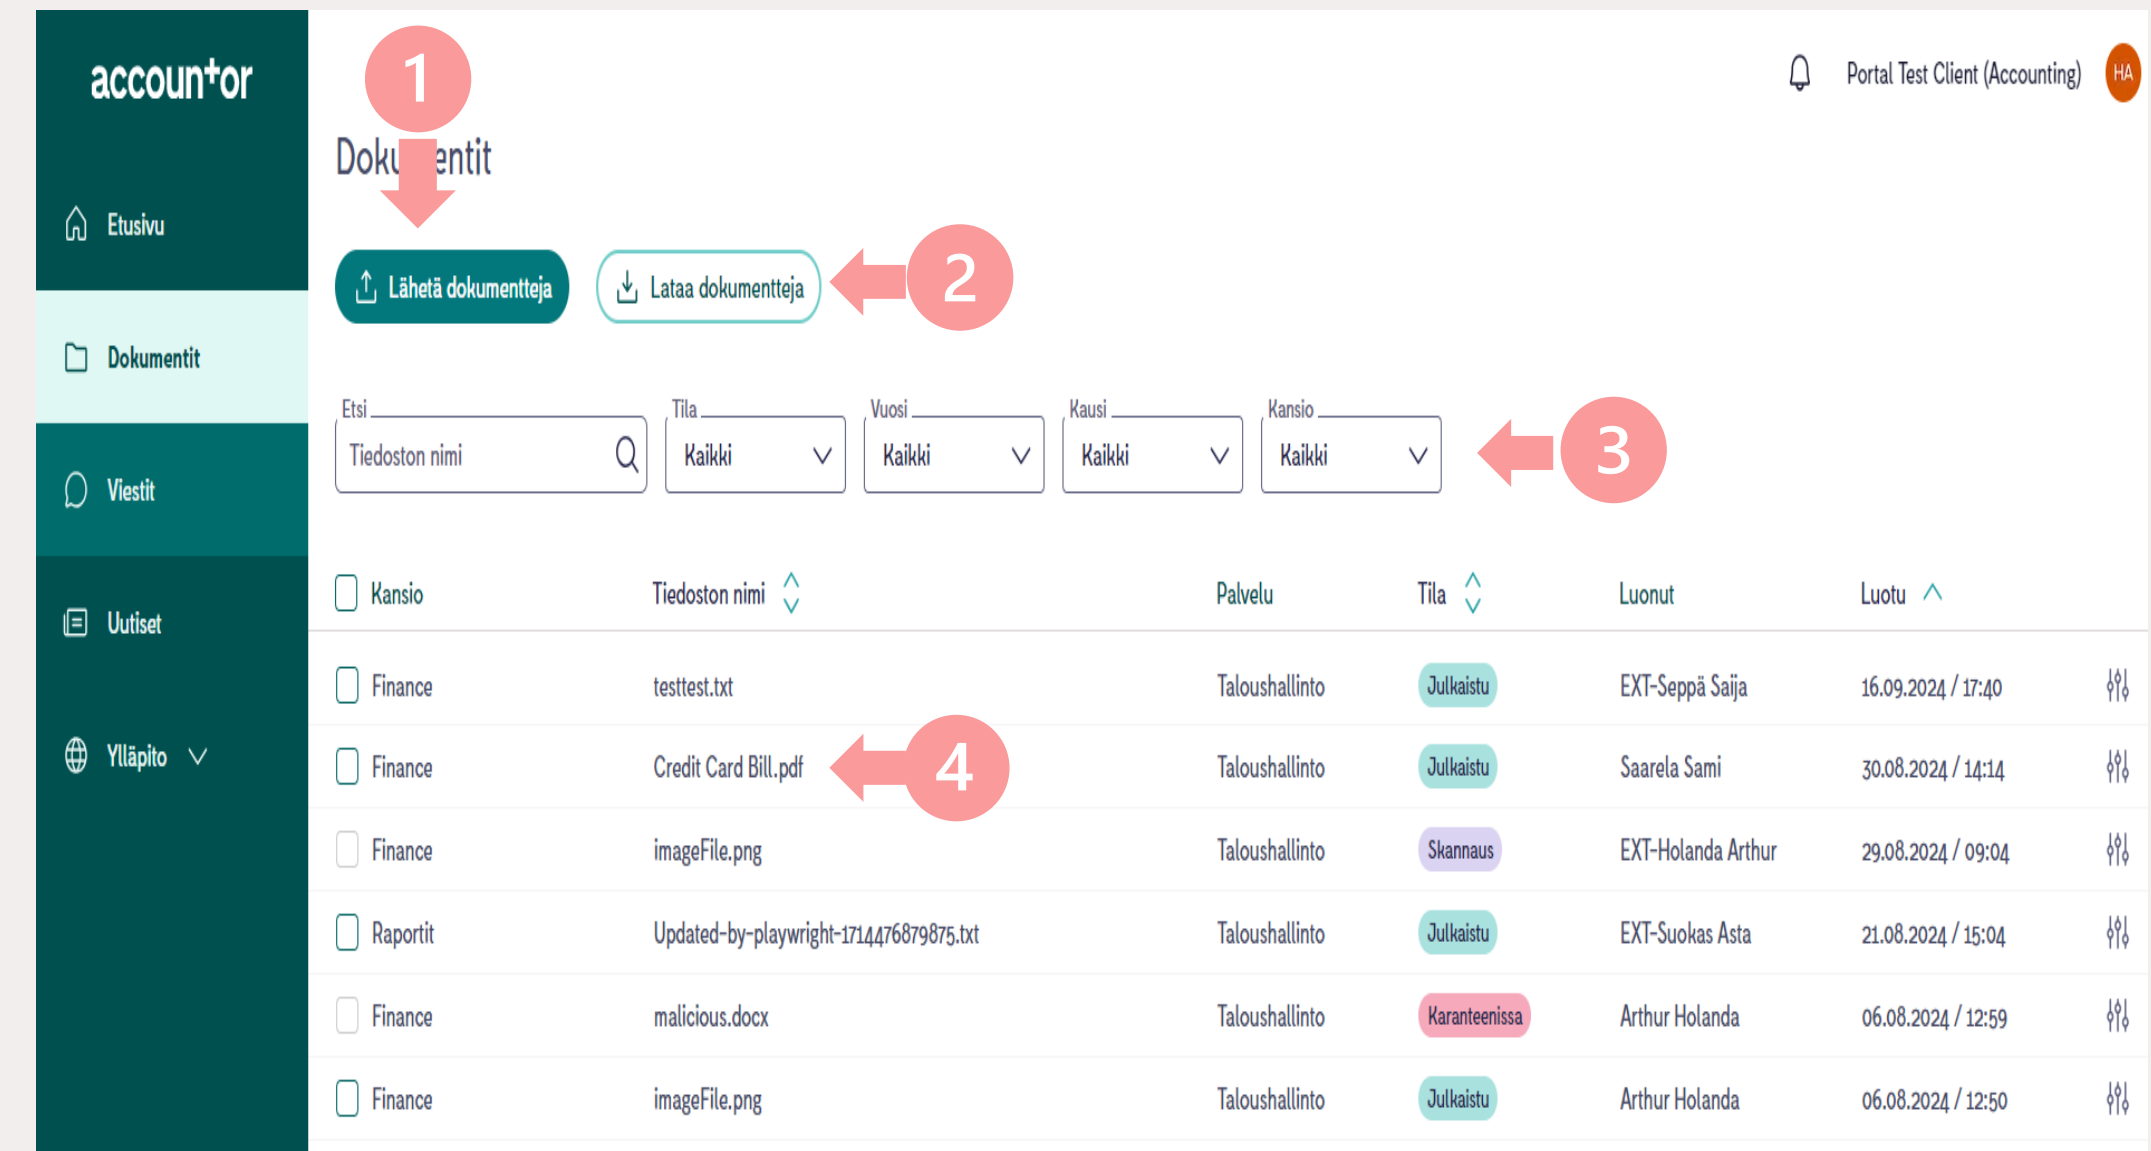 accountor
Portal Test Client (Accounting)
HA
1
Dokumentit
Etusivu
Dokumentit
Viestit
Uutiset
Ylläpito
Lähetä dokumentteja
Lataa dokumentteja
2
Etsi
Tila
Vuosi
Kausi
Kansio
Tiedoston nimi
Kaikki
Kaikki
Kaikki
Kaikki
3
Kansio Tiedoston nimi Palvelu Tila Luonut Luotu
Finance testtest.txt Taloushallinto Julkaistu EXT-Seppä Saija 16.09.2024 / 17:40
Finance Credit Card Bill.pdf 4 Taloushallinto Julkaistu Saarela Sami 30.08.2024 / 14:14
Finance imageFile.png Taloushallinto Skannaus EXT-Holanda Arthur 29.08.2024 / 09:04
Raportit Updated-by-playwright-1714476879875.txt Taloushallinto Julkaistu EXT-Suokas Asta 21.08.2024 / 15:04
Finance malicious.docx Taloushallinto Karanteenissa Arthur Holanda 06.08.2024 / 12:59
Finance imageFile.png Taloushallinto Julkaistu Arthur Holanda 06.08.2024 / 12:50